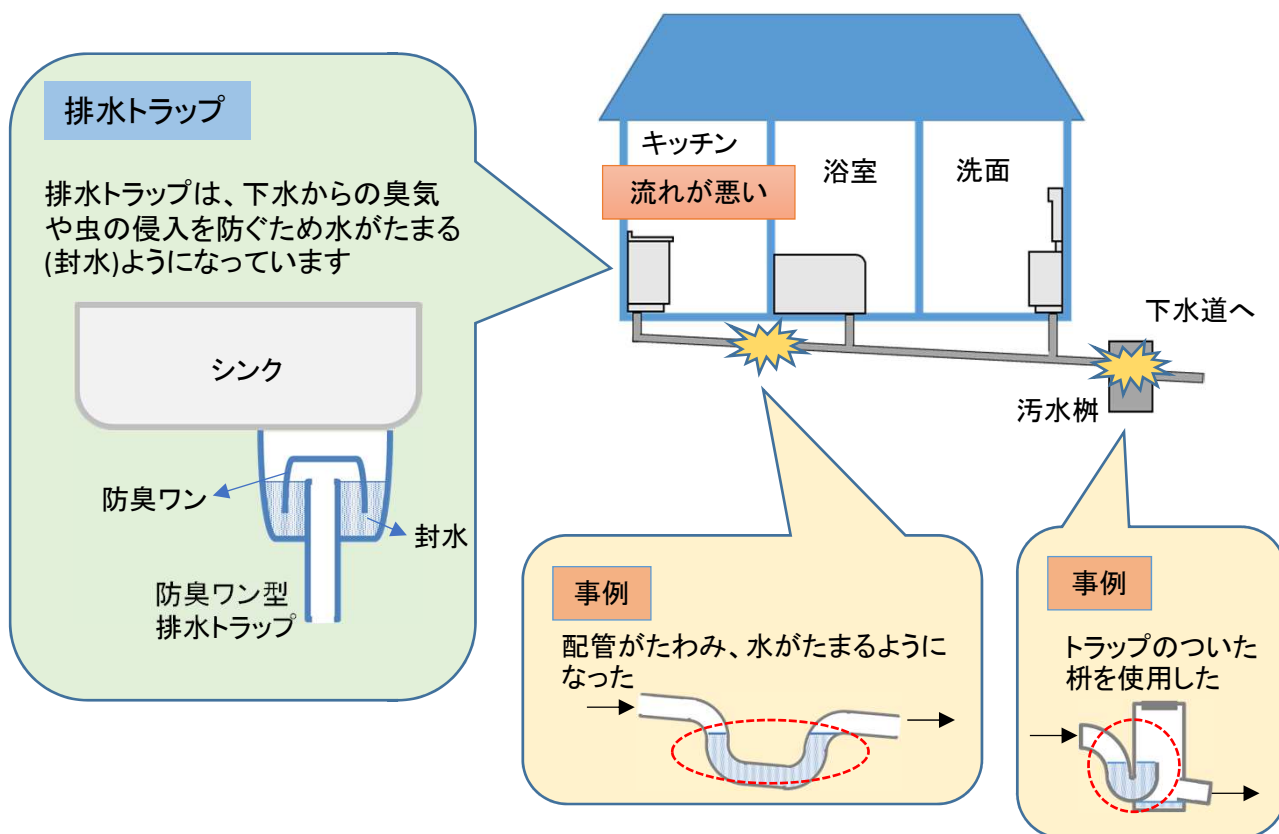 排水トラップ
排水トラップは、下水からの臭気
や虫の侵入を防ぐため水がたまる
(封水)ようになっています
シンク
防臭ワン
封水
防臭ワン型
排水トラップ
キッチン
流れが悪い
浴室
洗面
下水道へ
汚水桝
事例
配管がたわみ、水がたまるように
なった
事例
トラップのついた
枡を使用した